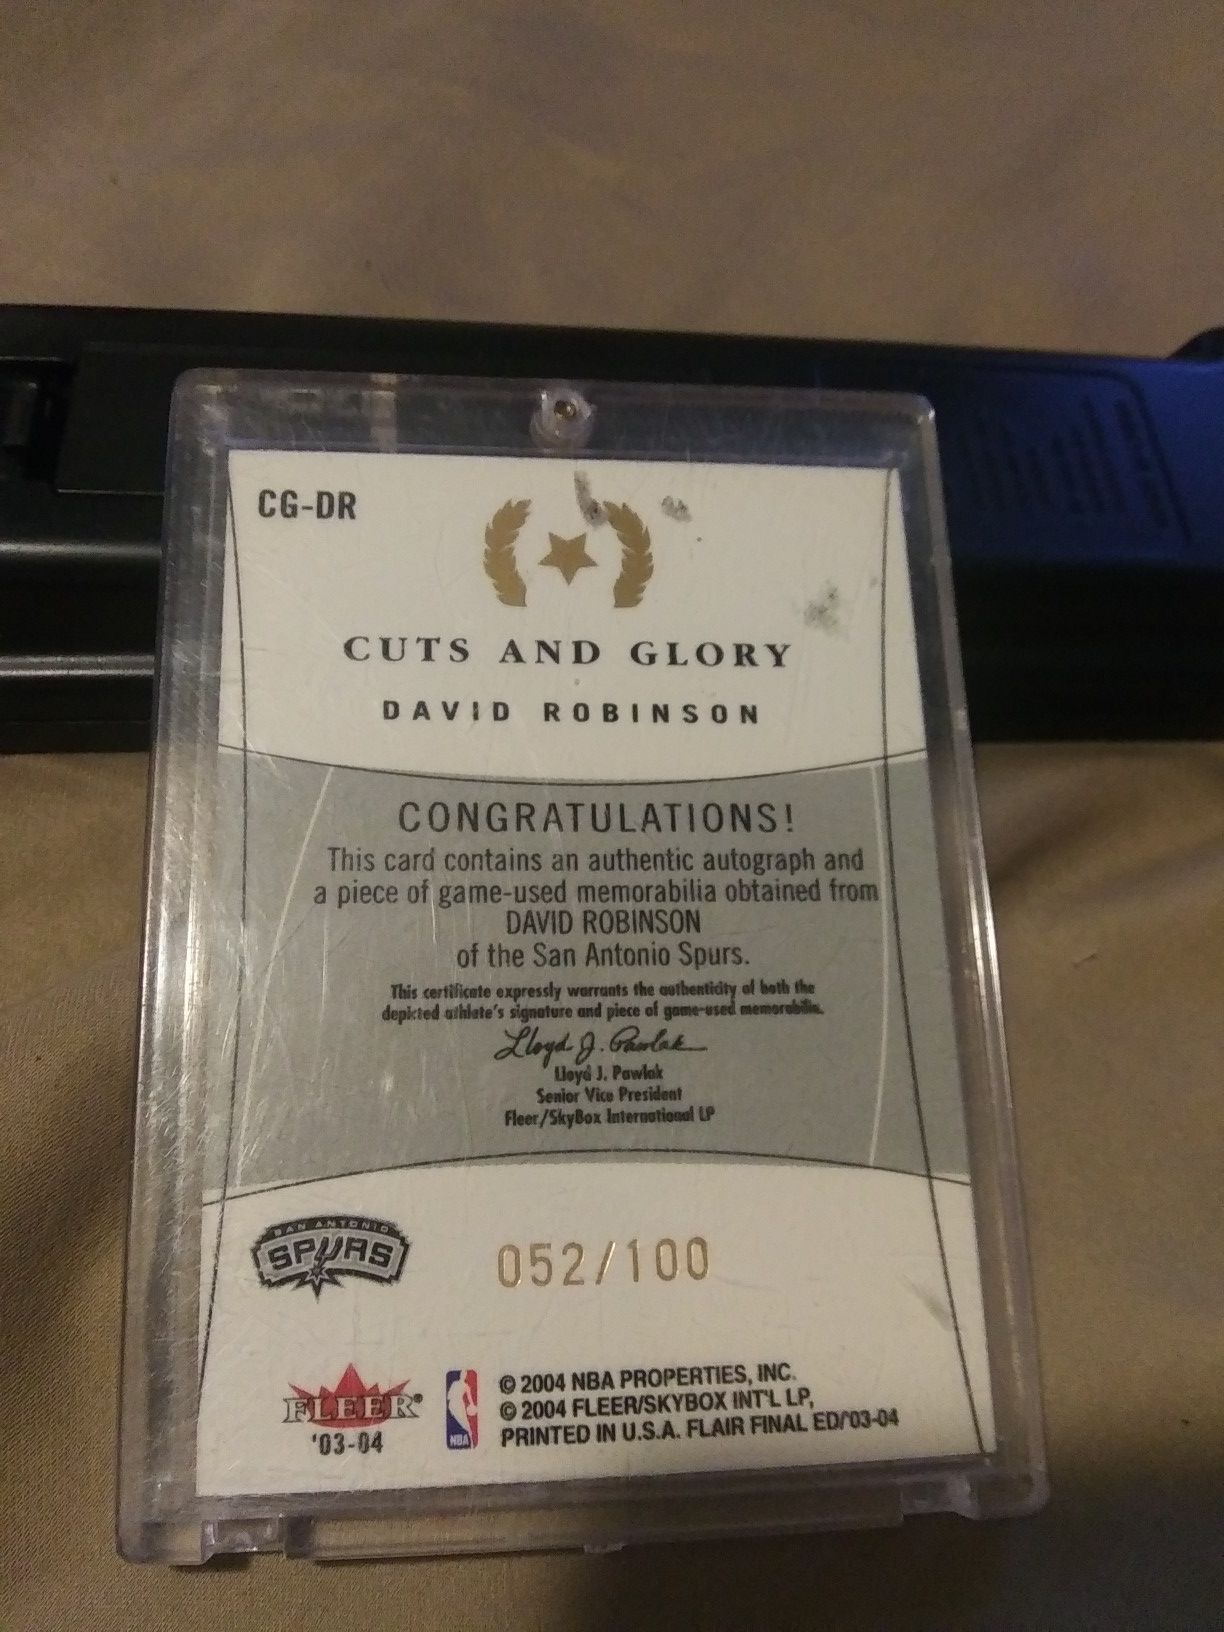 CG-DR
CUTS AND GLORY
DAVID ROBINSON
CONGRATULATIONS!
This card contains an authentic autograph and
a piece of game-used memorabilia obtained from
DAVID ROBINSON
of the San Antonio Spurs.
This certificate expressly warrants the authenticity of both the
depicted athlete's signature and piece of game-used memorabilia.
Lloyd J. Pawlak
Lloyd J. Pawlak
Senior Vice President
Fleer/SkyBox International LP
SAN ANTONIO
SPURS
052/100
FLEER®
'03-04
NBA
© 2004 NBA PROPERTIES, INC.
© 2004 FLEER/SKYBOX INT'L LP,
PRINTED IN U.S.A. FLAIR FINAL ED/'03-04